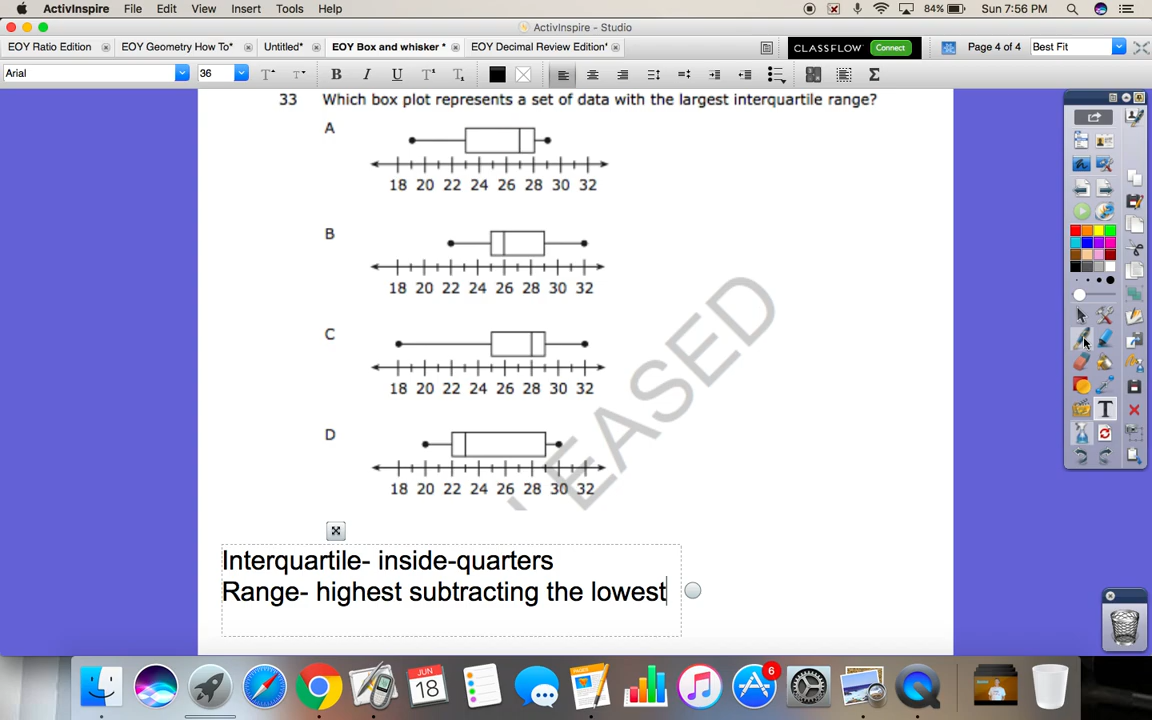 ActivInspire File Edit View Insert Tools Help 84% Sun 7:56 PM
ActivInspire - Studio
EOY Ratio Edition EOY Geometry How To* Untitled* EOY Box and whisker * EOY Decimal Review Edition* CLASSFLOW Connect Page 4 of 4 Best Fit
Arial 36 B I U
33 Which box plot represents a set of data with the largest interquartile range?
A
18 20 22 24 26 28 30 32
B
18 20 22 24 26 28 30 32
C
18 20 22 24 26 28 30 32
D
18 20 22 24 26 28 30 32
EASED
Interquartile- inside-quarters
Range- highest subtracting the lowest
JUN
18
6